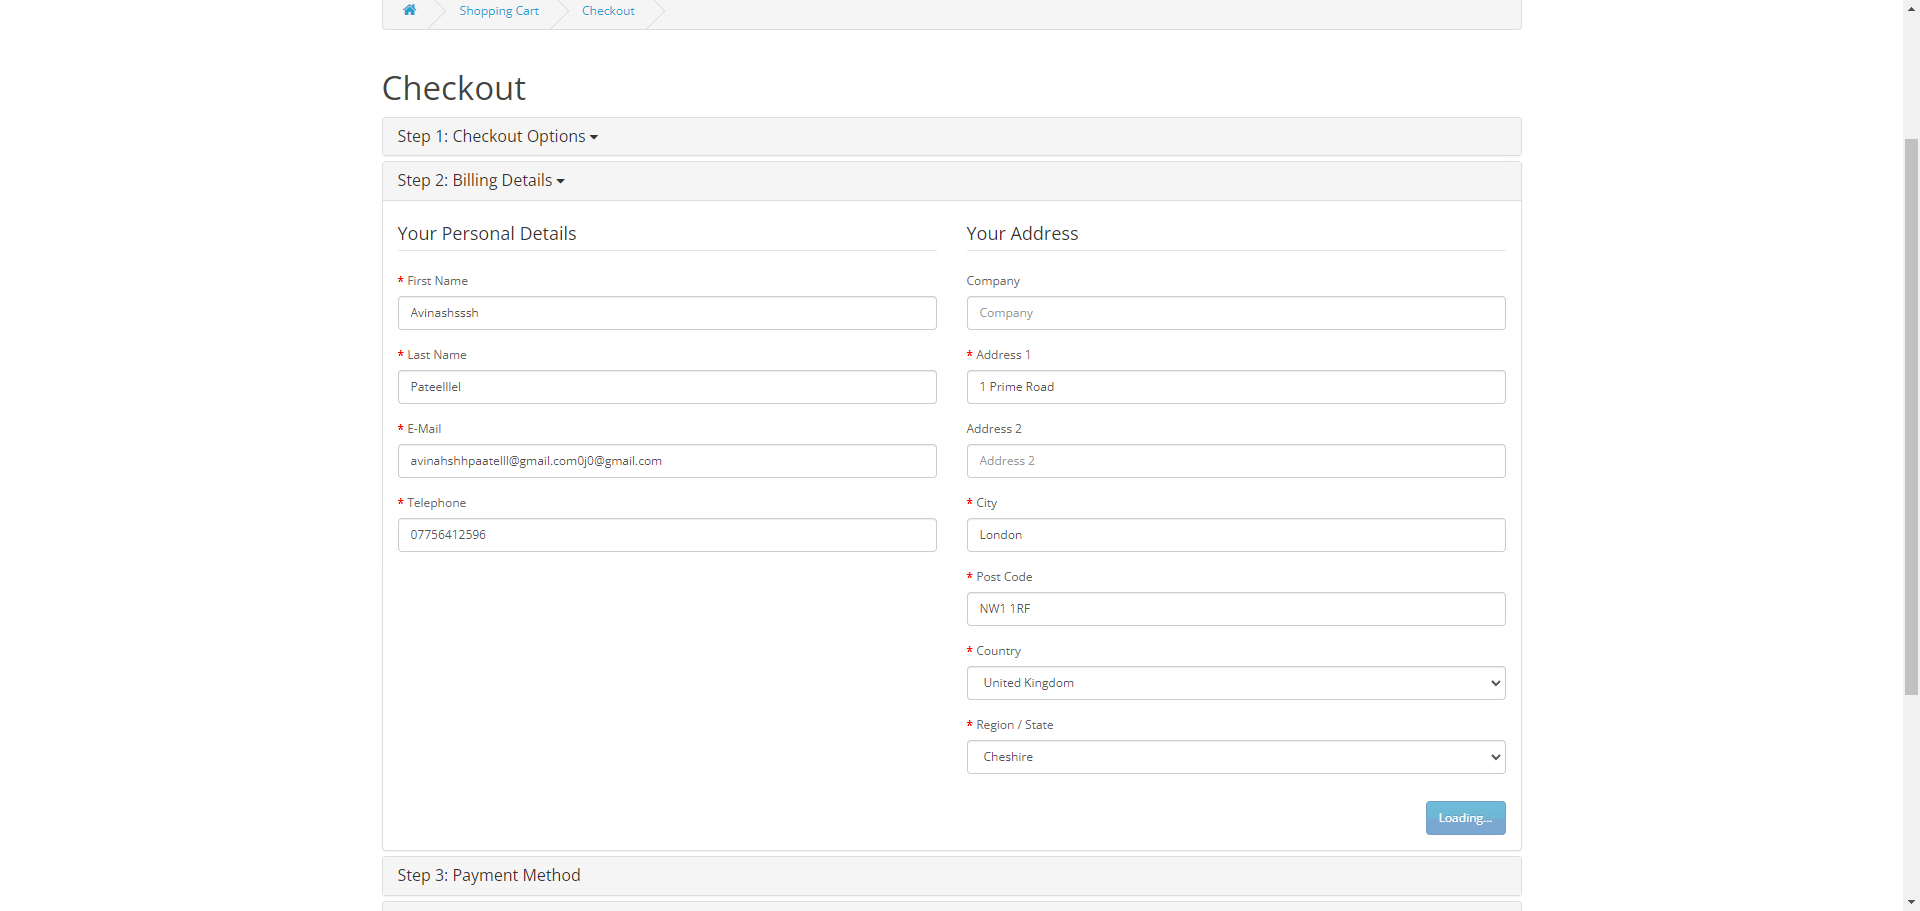 Shopping Cart
Checkout
Checkout
Step 1: Checkout Options
Step 2: Billing Details
Your Personal Details
* First Name
Avinashsssh
* Last Name
Pateelllel
* E-Mail
avinahshhpaatelll@gmail.com0j0@gmail.com
* Telephone
07756412596
Your Address
Company
Company
* Address 1
1 Prime Road
Address 2
Address 2
* City
London
* Post Code
NW1 1RF
* Country
United Kingdom
* Region / State
Cheshire
Loading...
Step 3: Payment Method